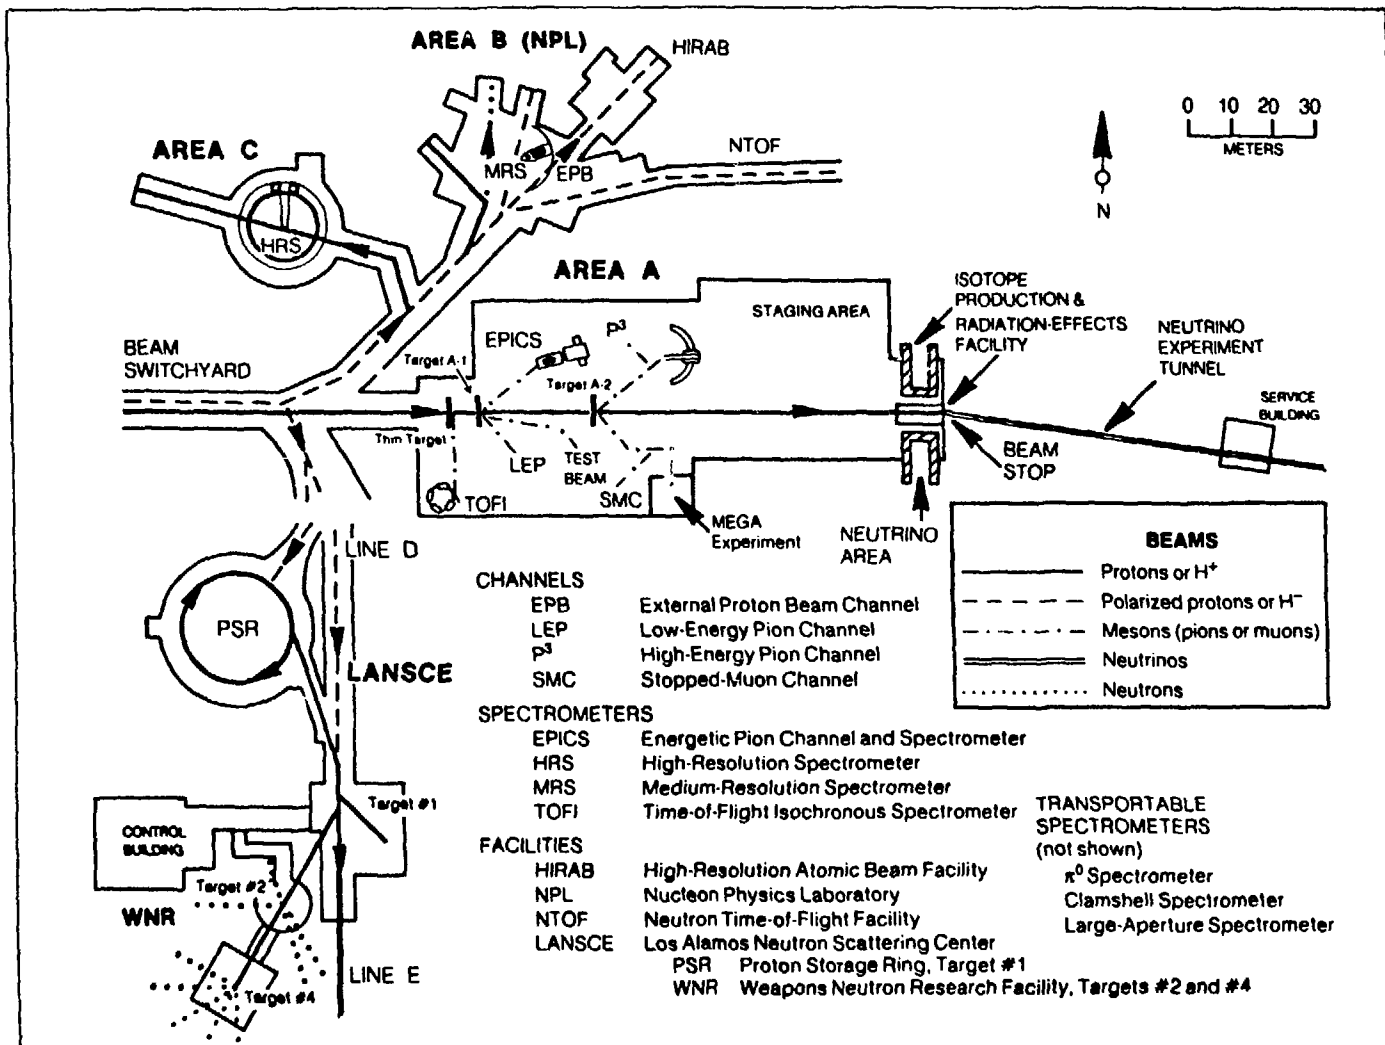 AREA B (NPL)
HIRAB
AREA C
MRS
EPB
NTOF
HRS
0 10 20 30
METERS
N
AREA A
BEAM
SWITCHYARD
Target A-1
EPICS
P³
Target A-2
STAGING AREA
ISOTOPE
PRODUCTION &
RADIATION-EFFECTS
FACILITY
NEUTRINO
EXPERIMENT
TUNNEL
SERVICE
BUILDING
Thin Target
LEP
TEST
BEAM
SMC
TOFI
BEAM
STOP
MEGA
Experiment
NEUTRINO
AREA
LINE D
PSR
LANSCE
BEAMS
Protons or H⁺
Polarized protons or H⁻
Mesons (pions or muons)
Neutrinos
Neutrons
CHANNELS
EPB External Proton Beam Channel
LEP Low-Energy Pion Channel
P³ High-Energy Pion Channel
SMC Stopped-Muon Channel
SPECTROMETERS
EPICS Energetic Pion Channel and Spectrometer
HRS High-Resolution Spectrometer
MRS Medium-Resolution Spectrometer
TOFI Time-of-Flight Isochronous Spectrometer
FACILITIES
HIRAB High-Resolution Atomic Beam Facility
NPL Nucleon Physics Laboratory
NTOF Neutron Time-of-Flight Facility
LANSCE Los Alamos Neutron Scattering Center
PSR Proton Storage Ring, Target #1
WNR Weapons Neutron Research Facility, Targets #2 and #4
TRANSPORTABLE
SPECTROMETERS
(not shown)
π⁰ Spectrometer
Clamshell Spectrometer
Large-Aperture Spectrometer
Target #1
CONTROL
BUILDING
Target #2
WNR
Target #4
LINE E